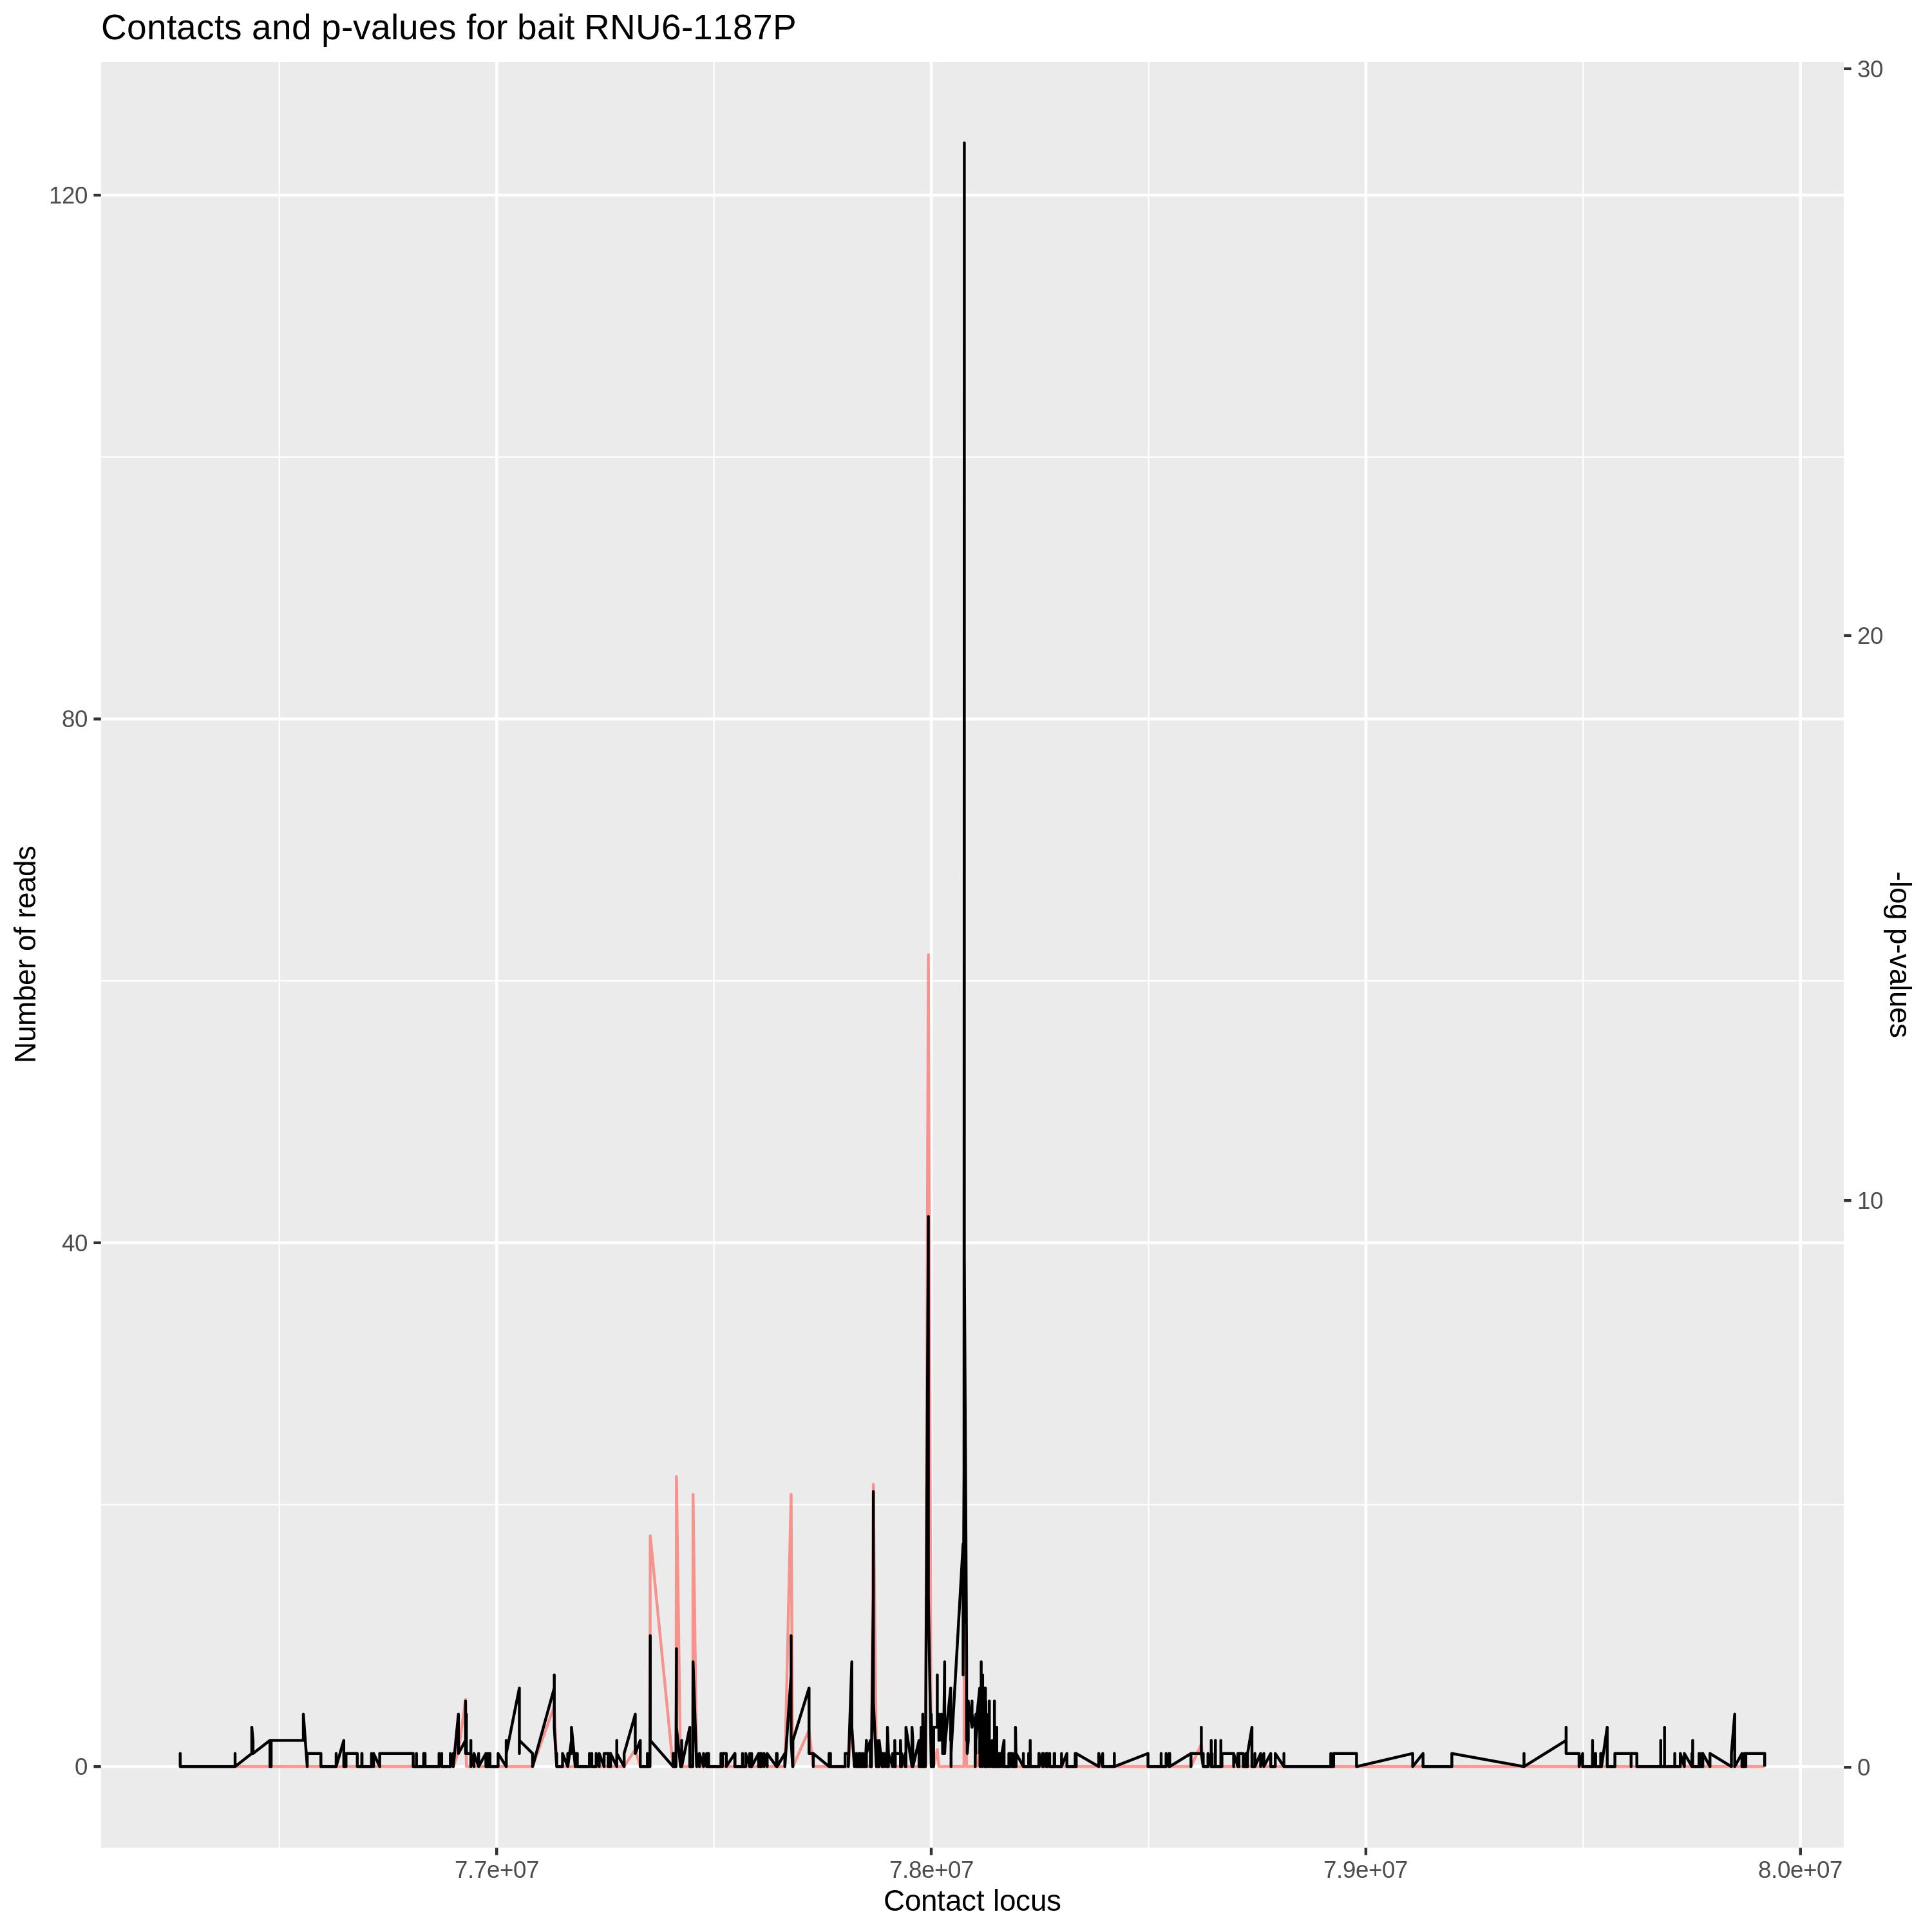 Contacts and p-values for bait RNU6-1187P
30
120
20
80
Number of reads
-log p-values
10
40
0
0
7.7e+07
7.8e+07
7.9e+07
8.0e+07
Contact locus